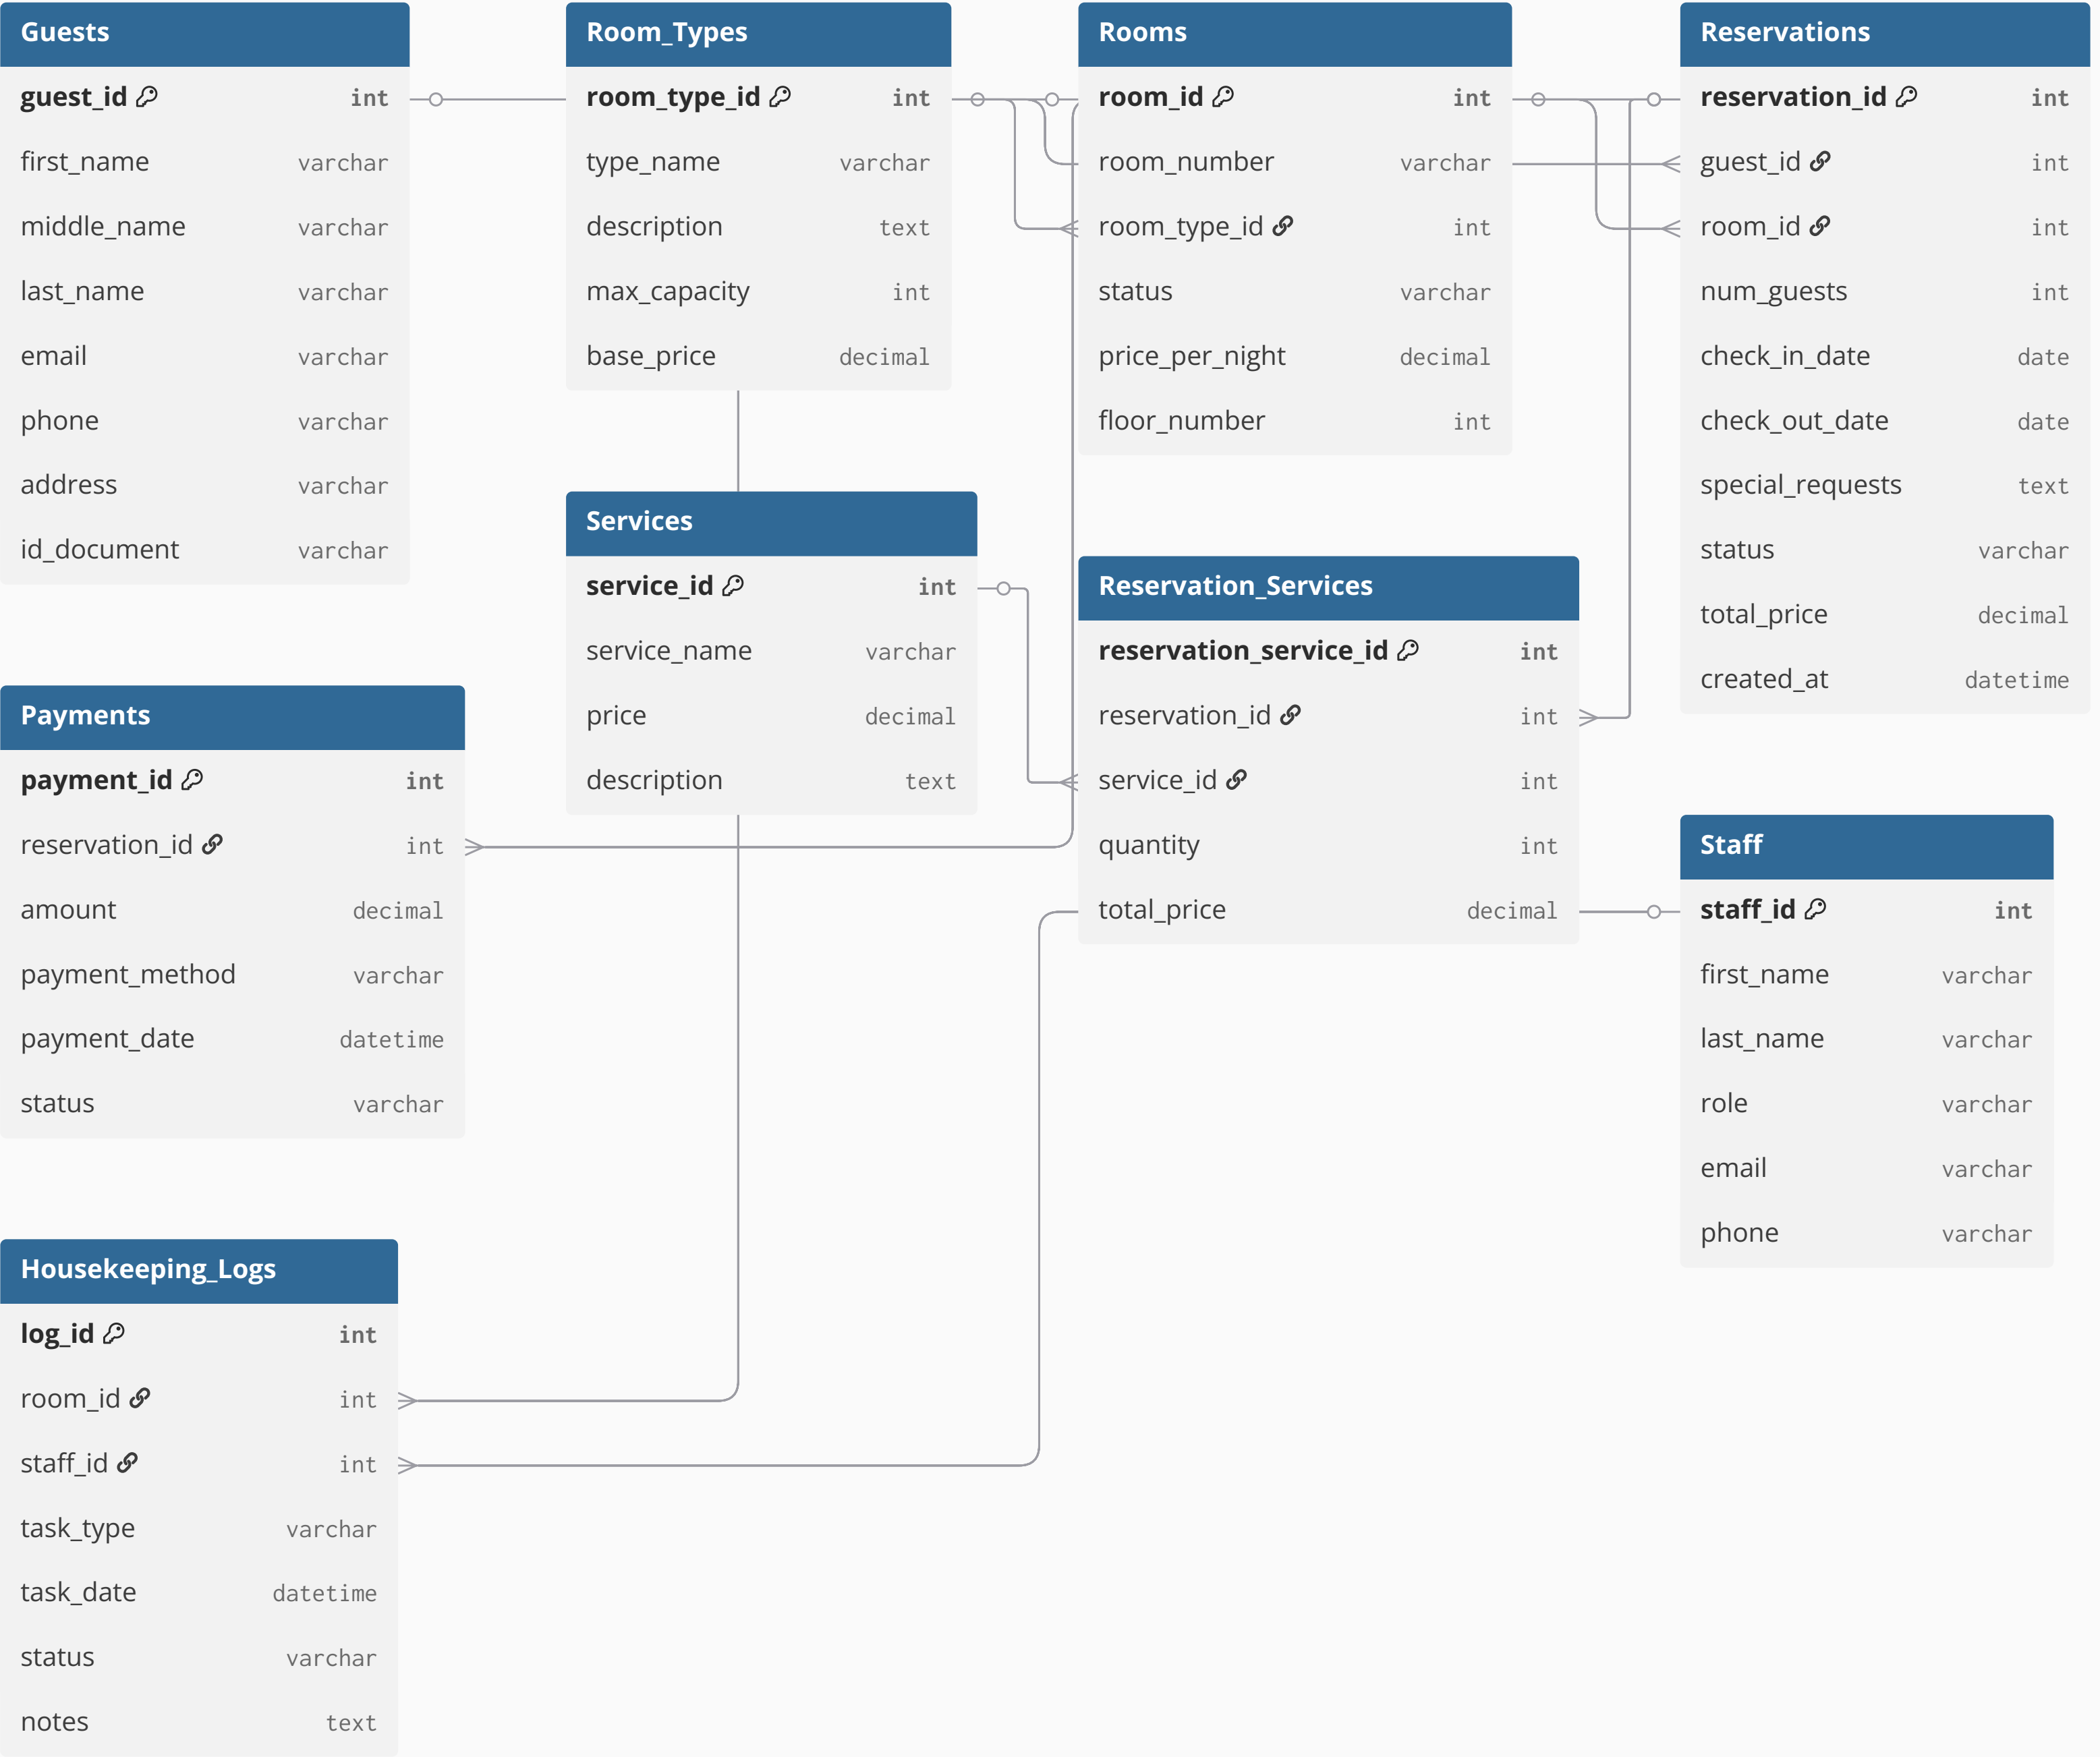 Guests
guest_id int
first_name varchar
middle_name varchar
last_name varchar
email varchar
phone varchar
address varchar
id_document varchar
Room_Types
room_type_id int
type_name varchar
description text
max_capacity int
base_price decimal
Rooms
room_id int
room_number varchar
room_type_id int
status varchar
price_per_night decimal
floor_number int
Reservations
reservation_id int
guest_id int
room_id int
num_guests int
check_in_date date
check_out_date date
special_requests text
status varchar
total_price decimal
created_at datetime
Services
service_id int
service_name varchar
price decimal
description text
Reservation_Services
reservation_service_id int
reservation_id int
service_id int
quantity int
total_price decimal
Payments
payment_id int
reservation_id int
amount decimal
payment_method varchar
payment_date datetime
status varchar
Staff
staff_id int
first_name varchar
last_name varchar
role varchar
email varchar
phone varchar
Housekeeping_Logs
log_id int
room_id int
staff_id int
task_type varchar
task_date datetime
status varchar
notes text